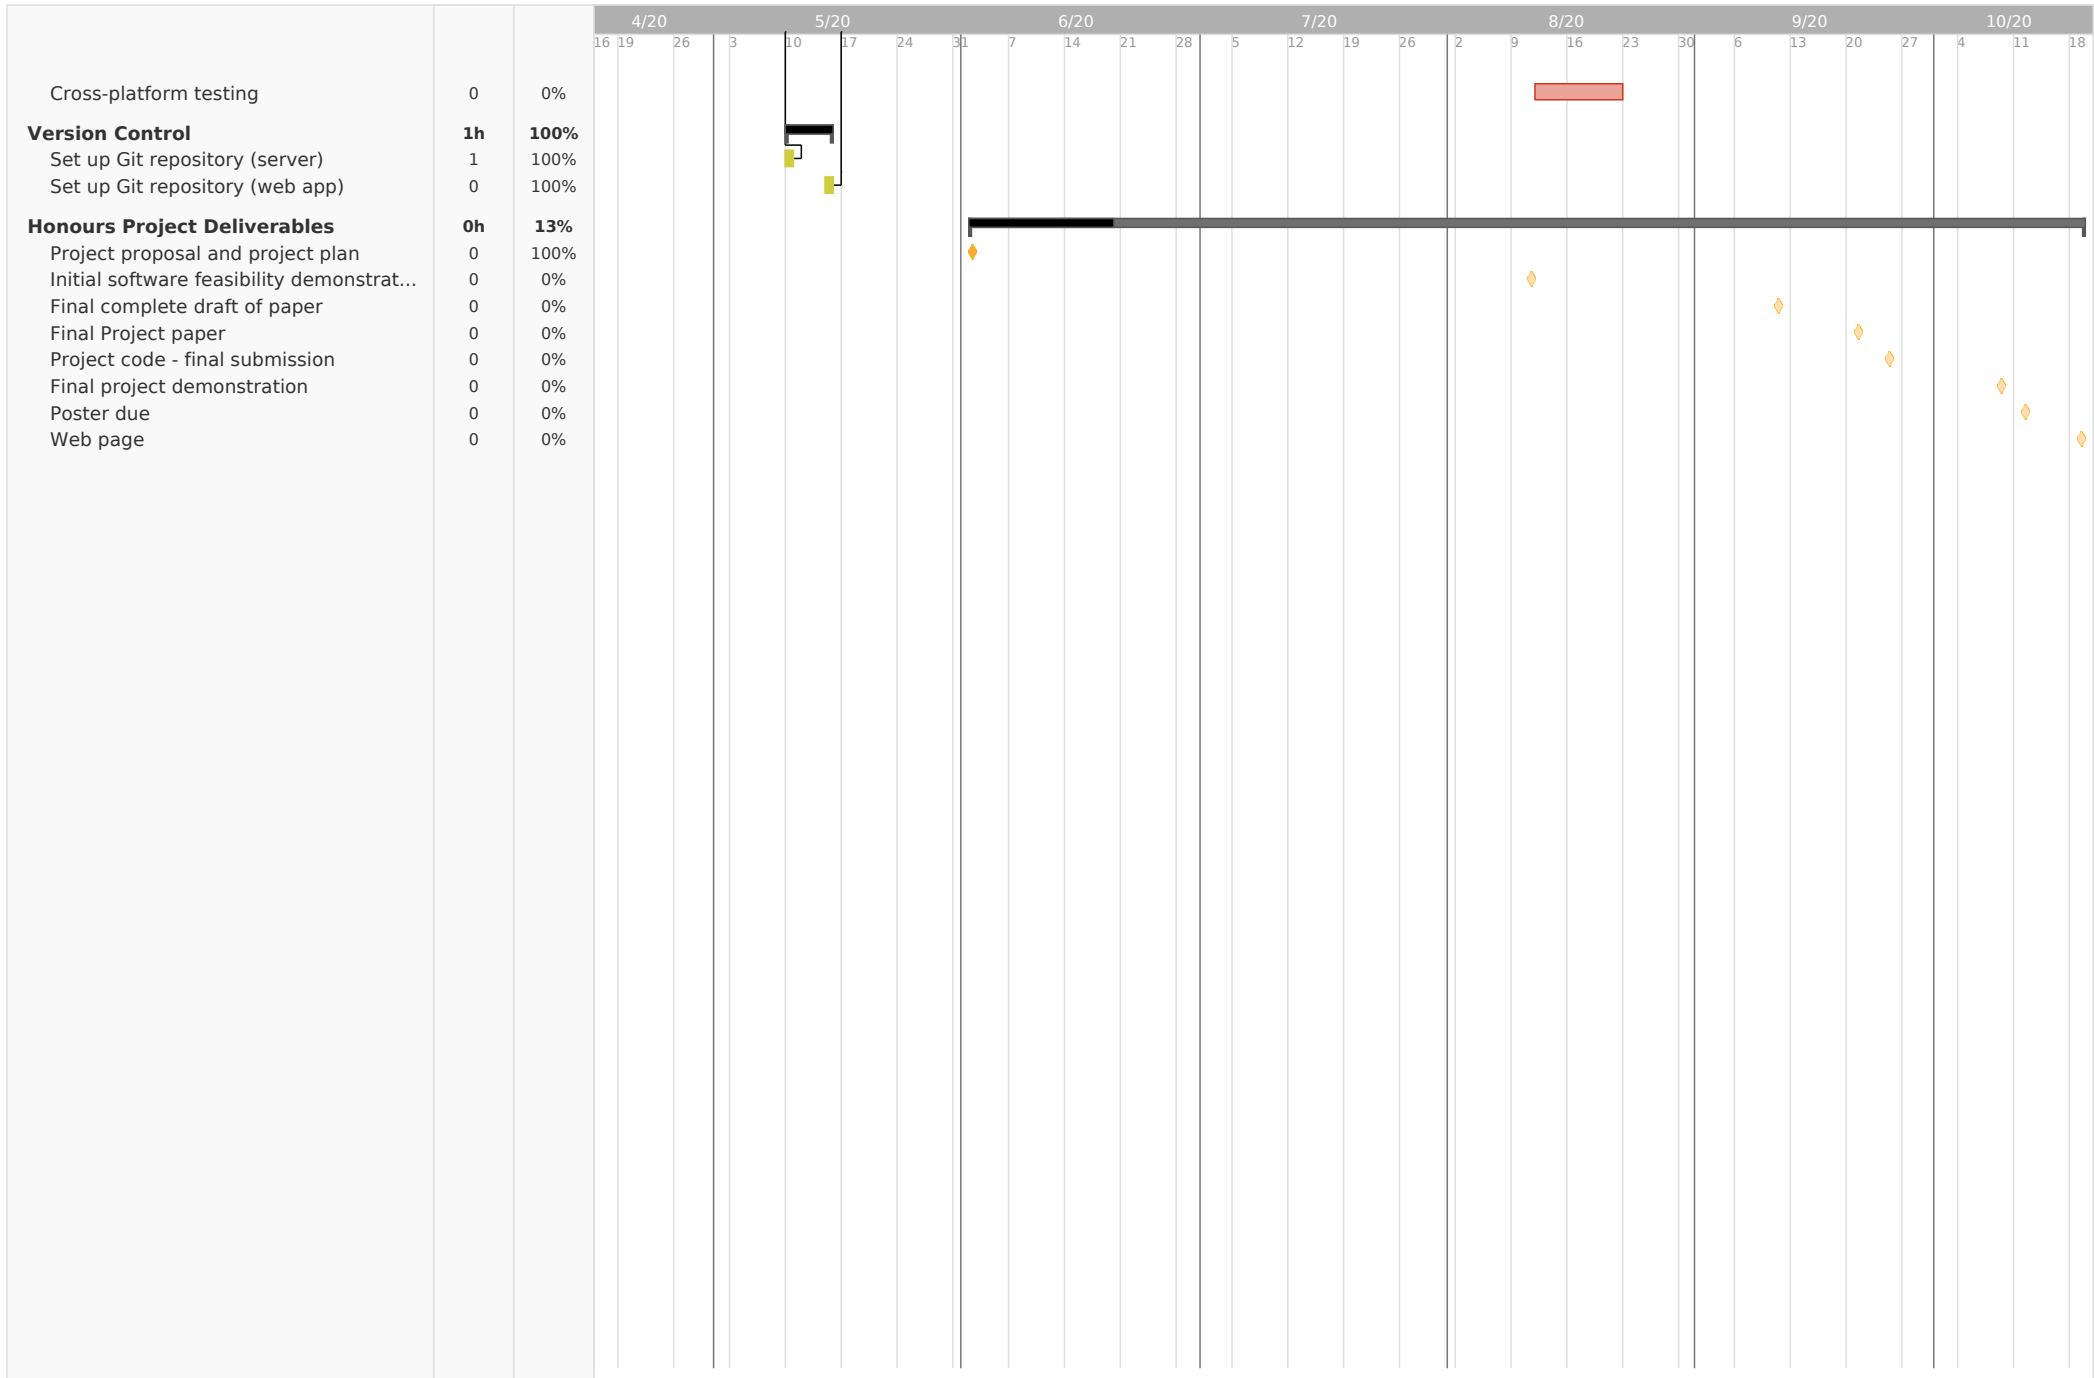 4/20 5/20 6/20 7/20 8/20 9/20 10/20
16 19 26 3 10 17 24 31 7 14 21 28 5 12 19 26 2 9 16 23 30 6 13 20 27 4 11 18
Cross-platform testing 0 0%
Version Control 1h 100%
Set up Git repository (server) 1 100%
Set up Git repository (web app) 0 100%
Honours Project Deliverables 0h 13%
Project proposal and project plan 0 100%
Initial software feasibility demonstrat... 0 0%
Final complete draft of paper 0 0%
Final Project paper 0 0%
Project code - final submission 0 0%
Final project demonstration 0 0%
Poster due 0 0%
Web page 0 0%